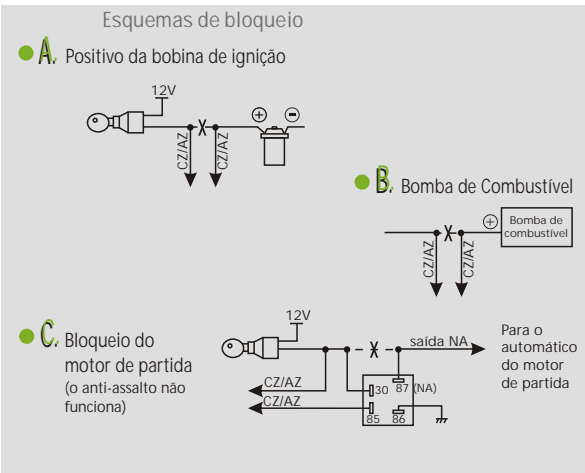 Esquemas de bloqueio
A. Positivo da bobina de ignição
12V
CZ/AZ
CZ/AZ
B. Bomba de Combustível
Bomba de
combustível
CZ/AZ
CZ/AZ
C. Bloqueio do
motor de partida
(o anti-assalto não
funciona)
12V
saída NA
Para o
automático
do motor
de partida
CZ/AZ
CZ/AZ
30
87 (NA)
85
86